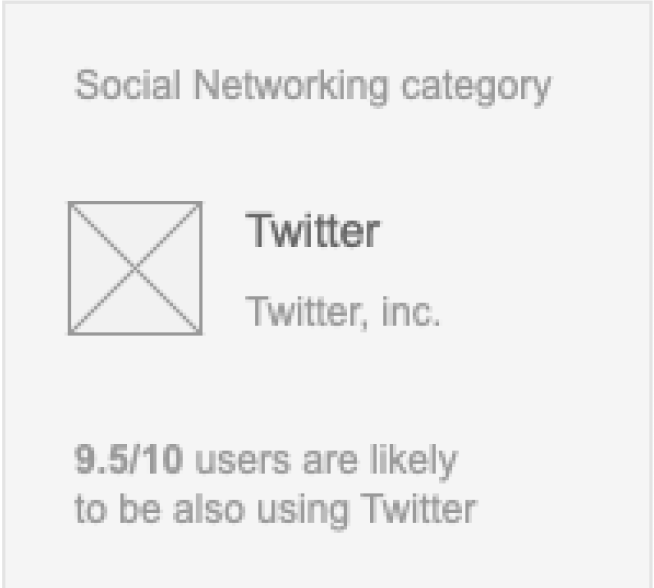 Social Networking category
Twitter
Twitter, inc.
9.5/10 users are likely
to be also using Twitter